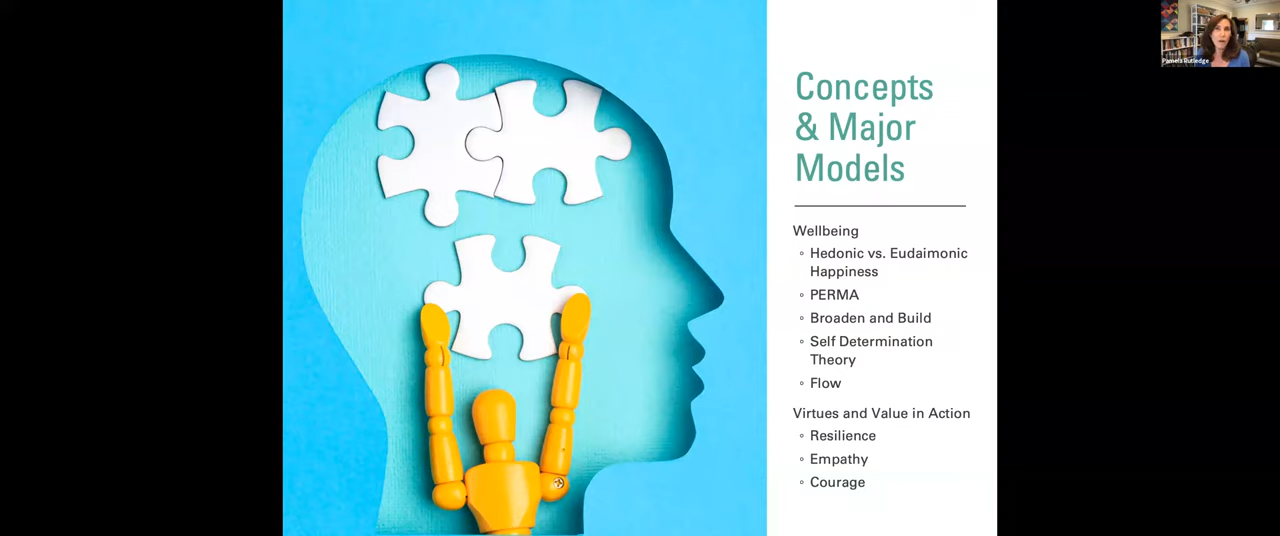 Concepts
& Major
Models
Wellbeing
◦ Hedonic vs. Eudaimonic
Happiness
◦ PERMA
◦ Broaden and Build
◦ Self Determination
Theory
◦ Flow
Virtues and Value in Action
◦ Resilience
◦ Empathy
◦ Courage
Pamela Rutledge